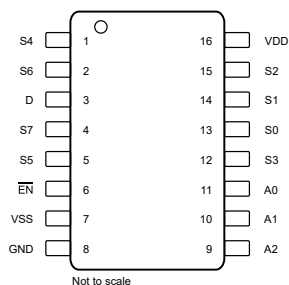 S4 1 16 VDD
S6 2 15 S2
D 3 14 S1
S7 4 13 S0
S5 5 12 S3
E̅N̅ 6 11 A0
VSS 7 10 A1
GND 8 9 A2
Not to scale